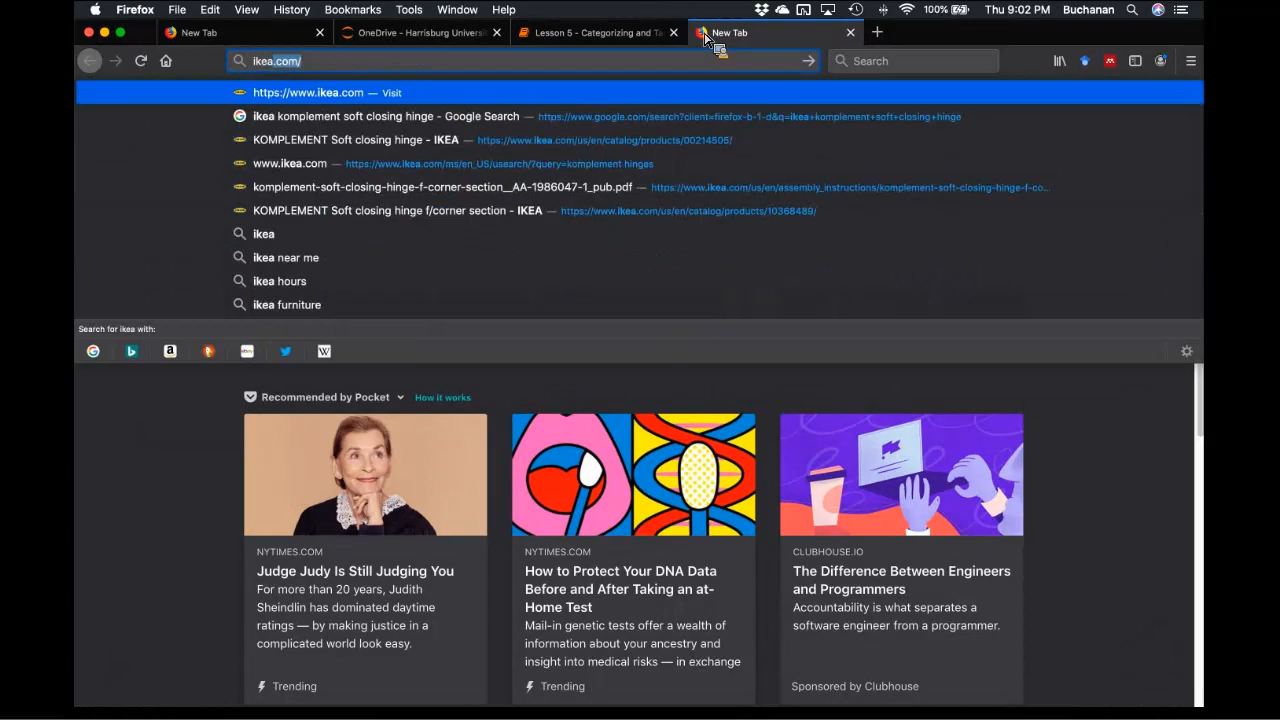 Firefox File Edit View History Bookmarks Tools Window Help 100% Thu 9:02 PM Buchanan
New Tab OneDrive - Harrisburg Universi Lesson 5 - Categorizing and Ta New Tab
ikea.com/ Search
https://www.ikea.com — Visit
ikea komplement soft closing hinge - Google Search — https://www.google.com/search?client=firefox-b-1-d&q=ikea+komplement+soft+closing+hinge
KOMPLEMENT Soft closing hinge - IKEA — https://www.ikea.com/us/en/catalog/products/00214505/
www.ikea.com — https://www.ikea.com/ms/en_US/usearch/?query=komplement hinges
komplement-soft-closing-hinge-f-corner-section__AA-1986047-1_pub.pdf — https://www.ikea.com/us/en/assembly_instructions/komplement-soft-closing-hinge-f-co...
KOMPLEMENT Soft closing hinge f/corner section - IKEA — https://www.ikea.com/us/en/catalog/products/10368489/
ikea
ikea near me
ikea hours
ikea furniture
Search for ikea with:
Recommended by Pocket How it works
NYTIMES.COM
Judge Judy Is Still Judging You
For more than 20 years, Judith
Sheindlin has dominated daytime
ratings — by making justice in a
complicated world look easy.
Trending
NYTIMES.COM
How to Protect Your DNA Data
Before and After Taking an at-
Home Test
Mail-in genetic tests offer a wealth of
information about your ancestry and
insight into medical risks — in exchange
Trending
CLUBHOUSE.IO
The Difference Between Engineers
and Programmers
Accountability is what separates a
software engineer from a programmer.
Sponsored by Clubhouse